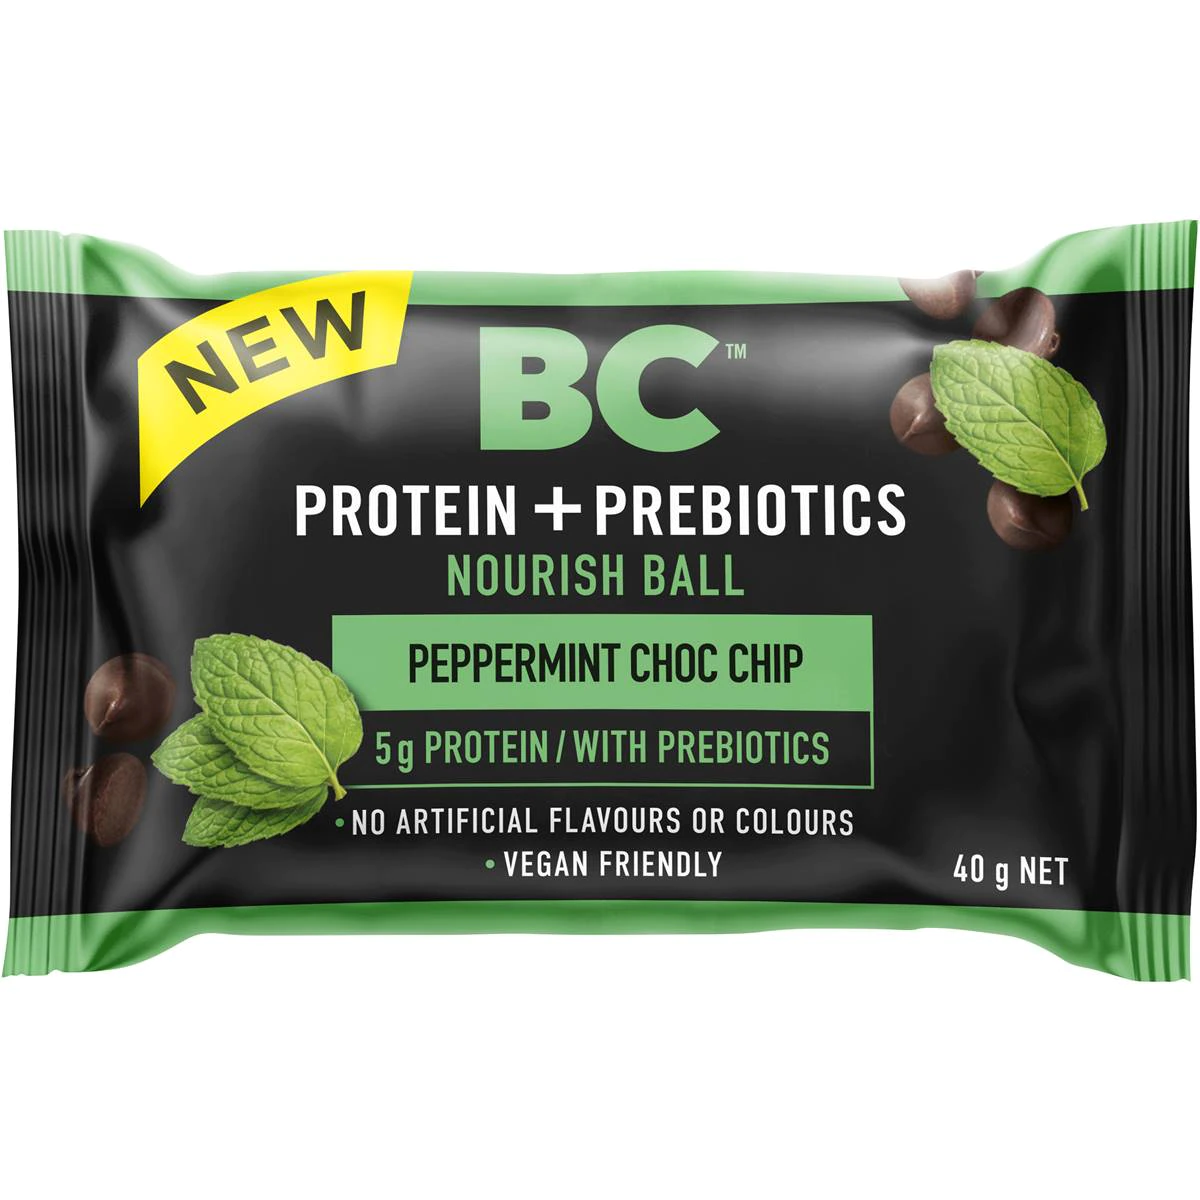 NEW
BC™
PROTEIN + PREBIOTICS
NOURISH BALL
PEPPERMINT CHOC CHIP
5g PROTEIN / WITH PREBIOTICS
• NO ARTIFICIAL FLAVOURS OR COLOURS
• VEGAN FRIENDLY
40 g NET